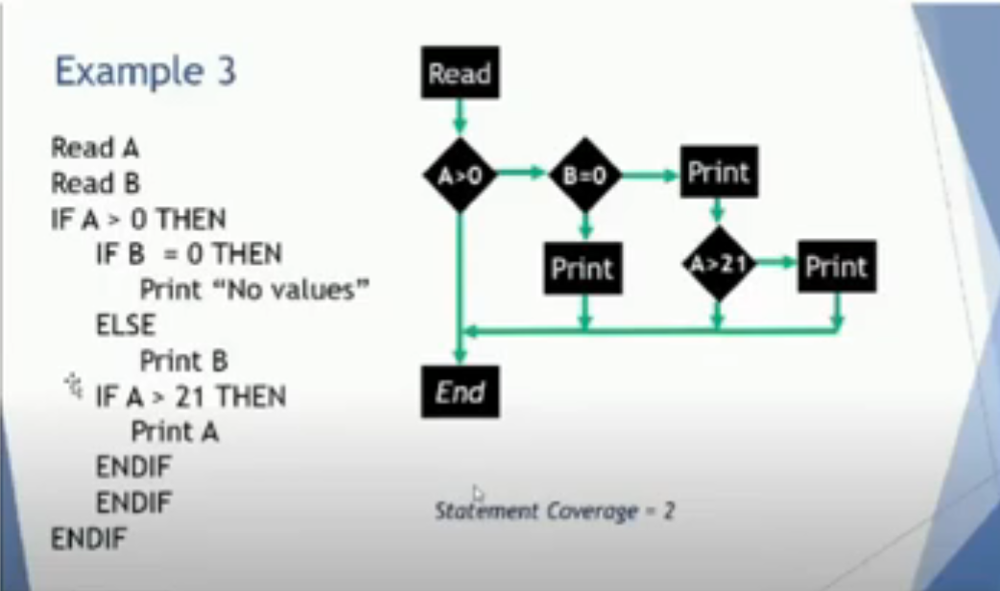 Example 3
Read A
Read B
IF A > 0 THEN
IF B = 0 THEN
Print “No values”
ELSE
Print B
IF A > 21 THEN
Print A
ENDIF
ENDIF
ENDIF
Read
A>0
B=0
Print
Print
A>21
Print
End
Statement Coverage = 2